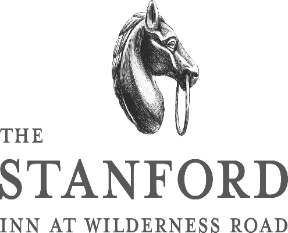 THE
STANFORD
INN AT WILDERNESS ROAD